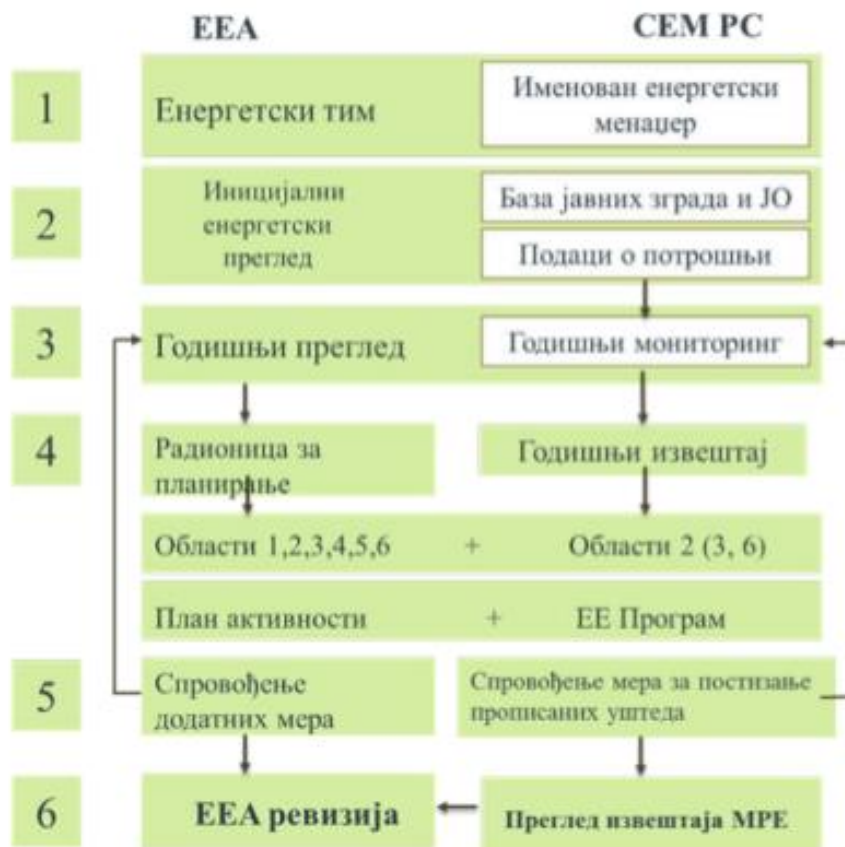 ЕЕА СЕМ РС
1
Енергетски тим
Именован енергетски
менаџер
2
Иницијални
енергетски
преглед
База јавних зграда и ЈО
Подаци о потрошњи
3
Годишњи преглед
Годишњи мониторинг
4
Радионица за
планирање
Годишњи извештај
Области 1,2,3,4,5,6 + Области 2 (3, 6)
План активности + ЕЕ Програм
5
Спровођење
додатних мера
Спровођење мера за постизање
прописаних уштеда
6
ЕЕА ревизија
Преглед извештаја МРЕ